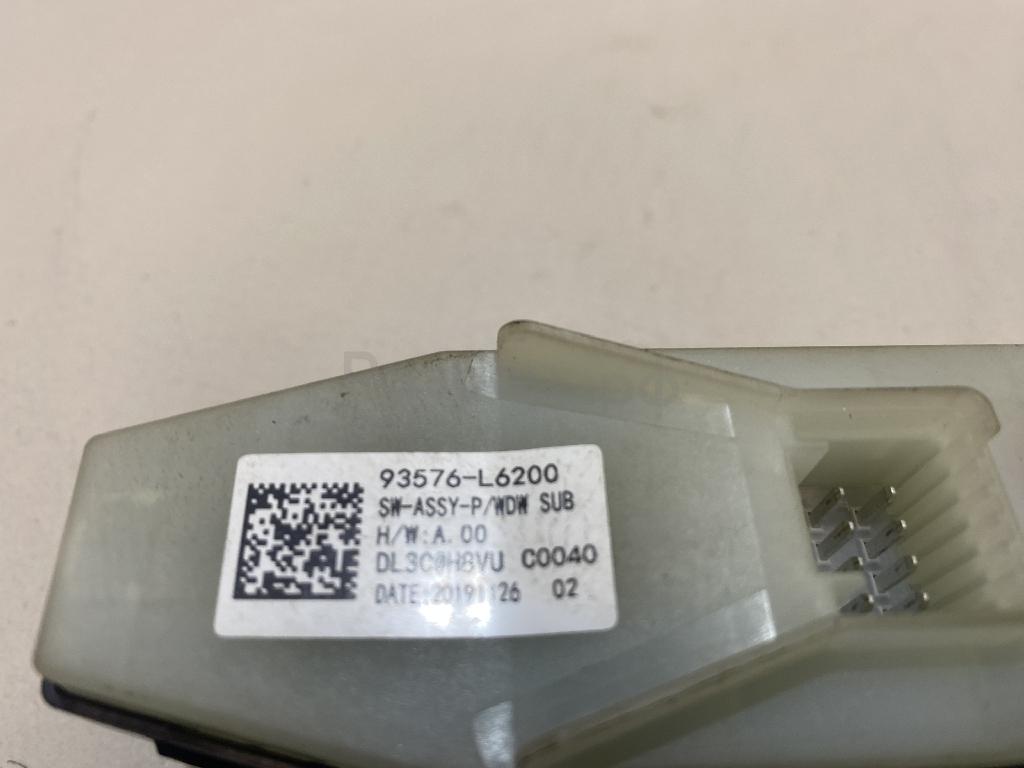 93576-L6200
SW-ASSY-P/WDW SUB
H/W:A.00
DL3C0H8VU C0040
DATE:20191126 02